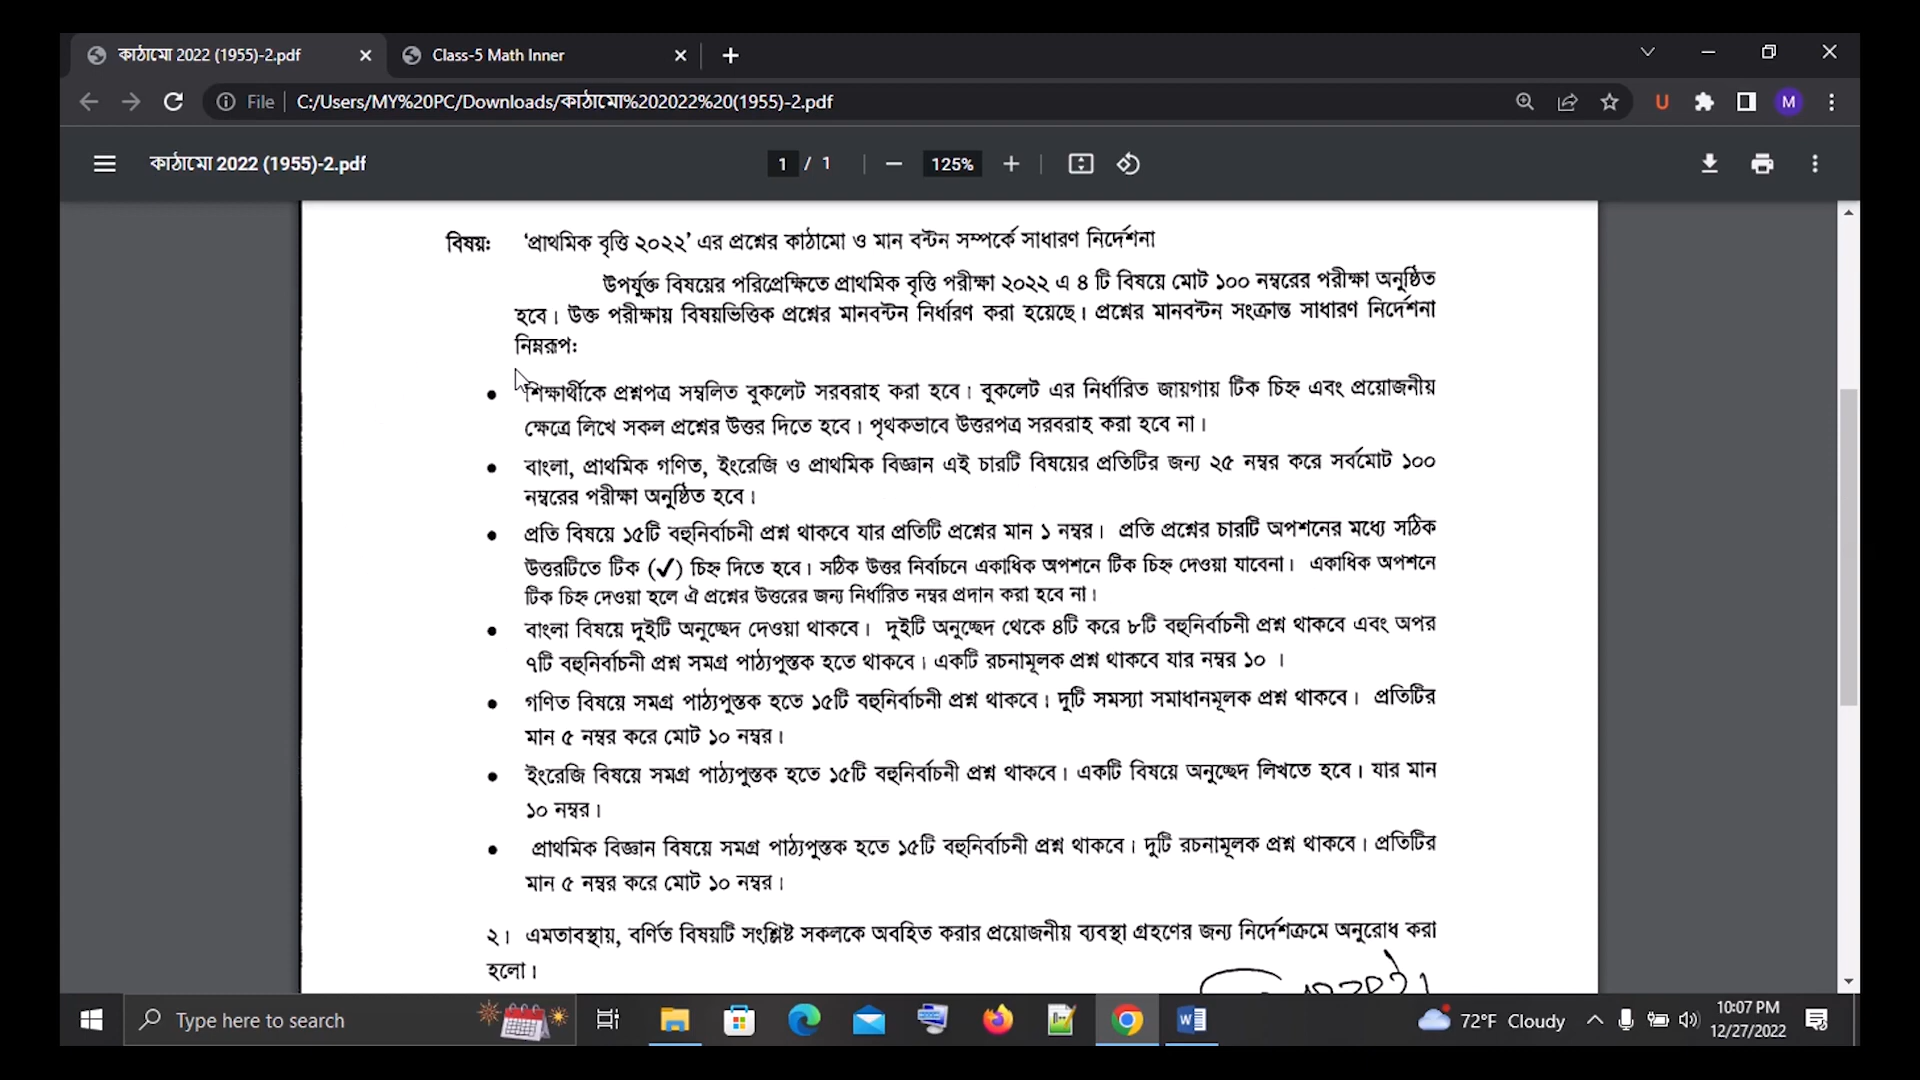 কাঠামো 2022 (1955)-2.pdf
Class-5 Math Inner
File
C:/Users/MY%20PC/Downloads/কাঠামো%202022%20(1955)-2.pdf
U
M
কাঠামো 2022 (1955)-2.pdf
1 / 1
125%
বিষয়ঃ 'প্রাথমিক বৃত্তি ২০২২' এর প্রশ্নের কাঠামো ও মান বন্টন সম্পর্কে সাধারণ নির্দেশনা
উপর্যুক্ত বিষয়ের পরিপ্রেক্ষিতে প্রাথমিক বৃত্তি পরীক্ষা ২০২২ এ ৪ টি বিষয়ে মোট ১০০ নম্বরের পরীক্ষা অনুষ্ঠিত
হবে। উক্ত পরীক্ষায় বিষয়ভিত্তিক প্রশ্নের মানবন্টন নির্ধারণ করা হয়েছে। প্রশ্নের মানবন্টন সংক্রান্ত সাধারণ নির্দেশনা
নিম্নরূপঃ
• শিক্ষার্থীকে প্রশ্নপত্র সম্বলিত বুকলেট সরবরাহ করা হবে। বুকলেট এর নির্ধারিত জায়গায় টিক চিহ্ন এবং প্রয়োজনীয়
ক্ষেত্রে লিখে সকল প্রশ্নের উত্তর দিতে হবে। পৃথকভাবে উত্তরপত্র সরবরাহ করা হবে না।
• বাংলা, প্রাথমিক গণিত, ইংরেজি ও প্রাথমিক বিজ্ঞান এই চারটি বিষয়ের প্রতিটির জন্য ২৫ নম্বর করে সর্বমোট ১০০
নম্বরের পরীক্ষা অনুষ্ঠিত হবে।
• প্রতি বিষয়ে ১৫টি বহুনির্বাচনী প্রশ্ন থাকবে যার প্রতিটি প্রশ্নের মান ১ নম্বর। প্রতি প্রশ্নের চারটি অপশনের মধ্যে সঠিক
উত্তরটিতে টিক (✓) চিহ্ন দিতে হবে। সঠিক উত্তর নির্বাচনে একাধিক অপশনে টিক চিহ্ন দেওয়া যাবেনা। একাধিক অপশনে
টিক চিহ্ন দেওয়া হলে ঐ প্রশ্নের উত্তরের জন্য নির্ধারিত নম্বর প্রদান করা হবে না।
• বাংলা বিষয়ে দুইটি অনুচ্ছেদ দেওয়া থাকবে। দুইটি অনুচ্ছেদ থেকে ৪টি করে ৮টি বহুনির্বাচনী প্রশ্ন থাকবে এবং অপর
৭টি বহুনির্বাচনী প্রশ্ন সমগ্র পাঠ্যপুস্তক হতে থাকবে। একটি রচনামূলক প্রশ্ন থাকবে যার নম্বর ১০ ।
• গণিত বিষয়ে সমগ্র পাঠ্যপুস্তক হতে ১৫টি বহুনির্বাচনী প্রশ্ন থাকবে। দুটি সমস্যা সমাধানমূলক প্রশ্ন থাকবে। প্রতিটির
মান ৫ নম্বর করে মোট ১০ নম্বর।
• ইংরেজি বিষয়ে সমগ্র পাঠ্যপুস্তক হতে ১৫টি বহুনির্বাচনী প্রশ্ন থাকবে। একটি বিষয়ে অনুচ্ছেদ লিখতে হবে। যার মান
১০ নম্বর।
• প্রাথমিক বিজ্ঞান বিষয়ে সমগ্র পাঠ্যপুস্তক হতে ১৫টি বহুনির্বাচনী প্রশ্ন থাকবে। দুটি রচনামূলক প্রশ্ন থাকবে। প্রতিটির
মান ৫ নম্বর করে মোট ১০ নম্বর।
২। এমতাবস্থায়, বর্ণিত বিষয়টি সংশ্লিষ্ট সকলকে অবহিত করার প্রয়োজনীয় ব্যবস্থা গ্রহণের জন্য নির্দেশক্রমে অনুরোধ করা
হলো।
Type here to search
72°F Cloudy
10:07 PM
12/27/2022